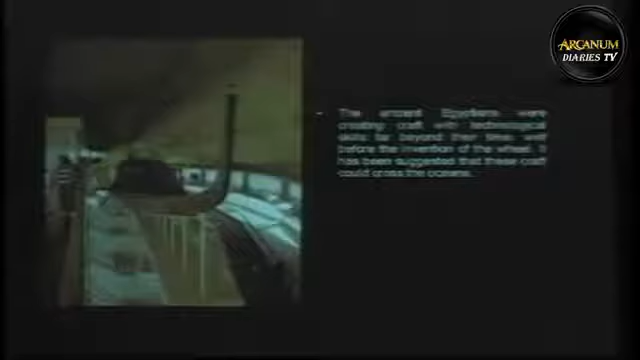 ARCANUM
DIARIES TV
The ancient Egyptians were
creating craft with technological
skills far beyond their time, well
before the invention of the wheel. It
has been suggested that these craft
could cross the oceans.